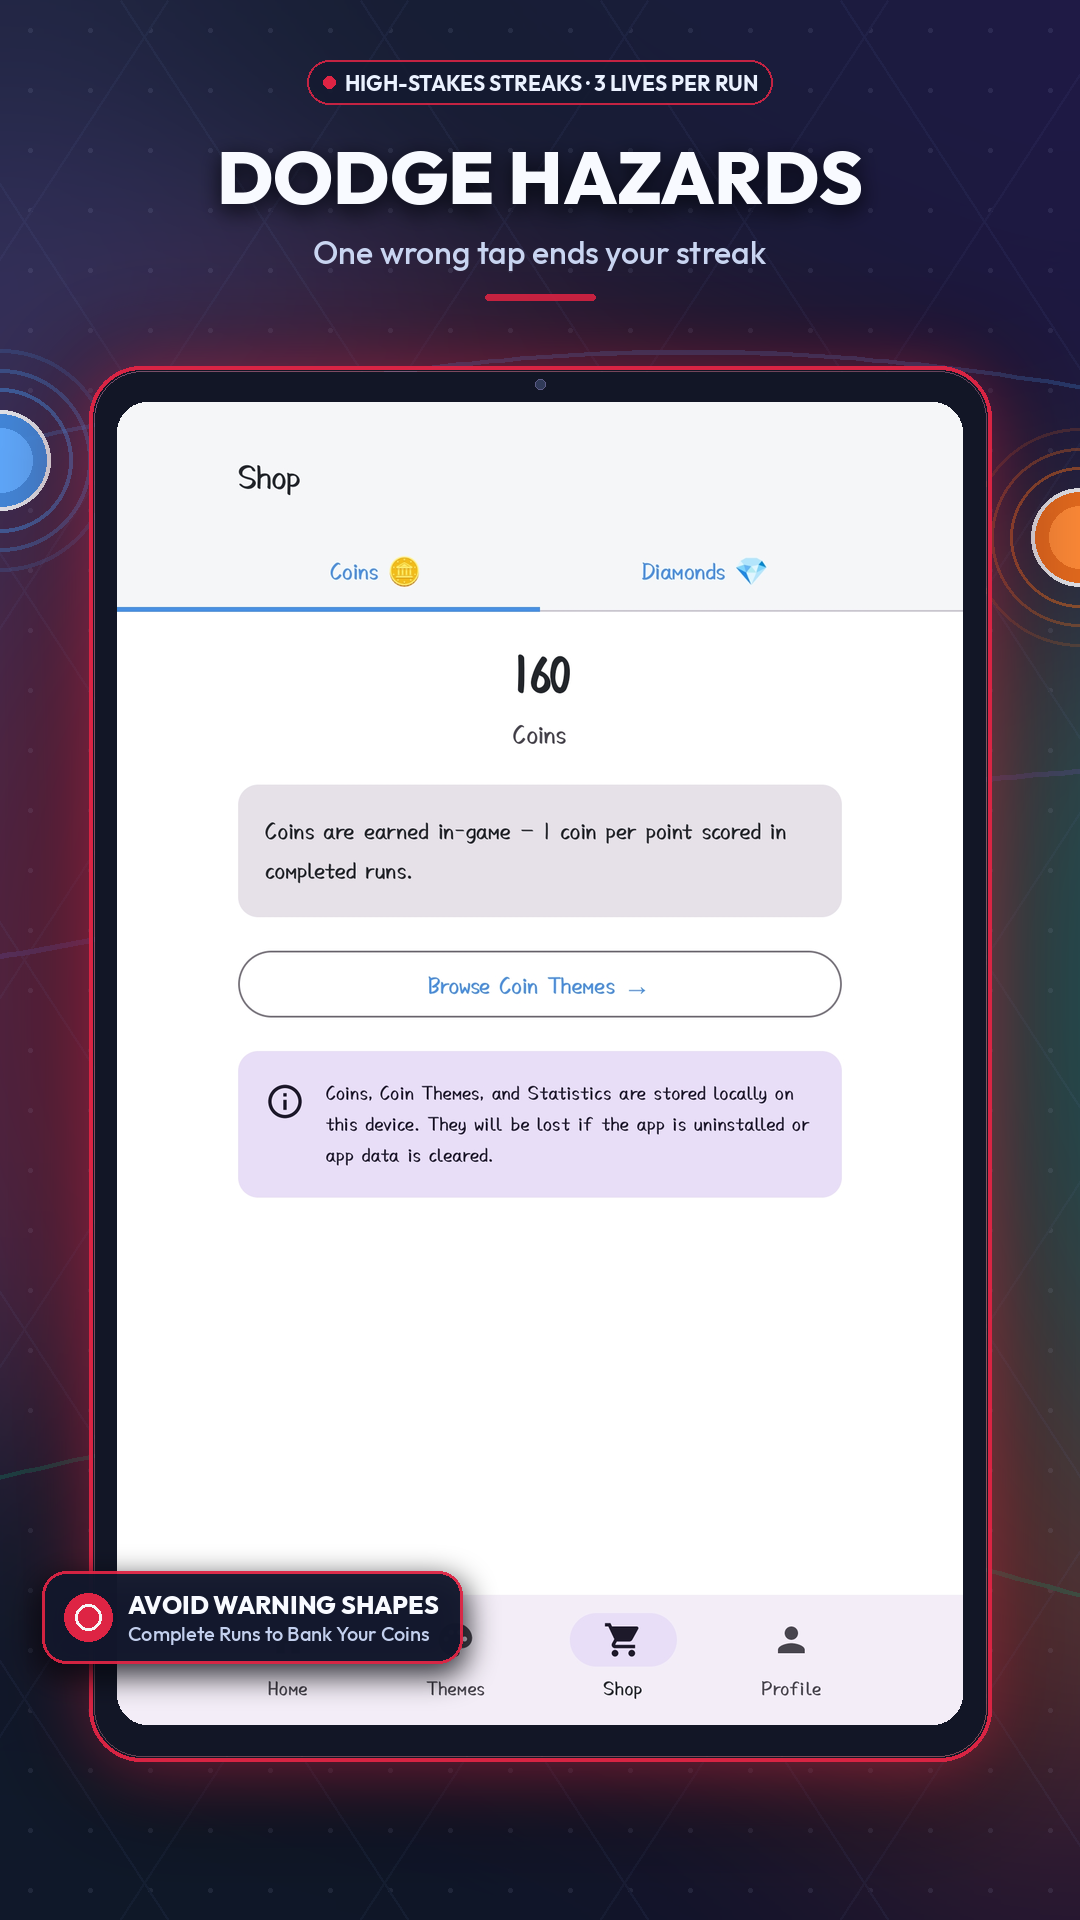 HIGH-STAKES STREAKS · 3 LIVES PER RUN
DODGE HAZARDS
One wrong tap ends your streak
Shop
Coins 🪙
Diamonds 💎
160
Coins
Coins are earned in-game – 1 coin per point scored in
completed runs.
Browse Coin Themes →
Coins, Coin Themes, and Statistics are stored locally on
this device. They will be lost if the app is uninstalled or
app data is cleared.
AVOID WARNING SHAPES
Complete Runs to Bank Your Coins
Home
Themes
Shop
Profile